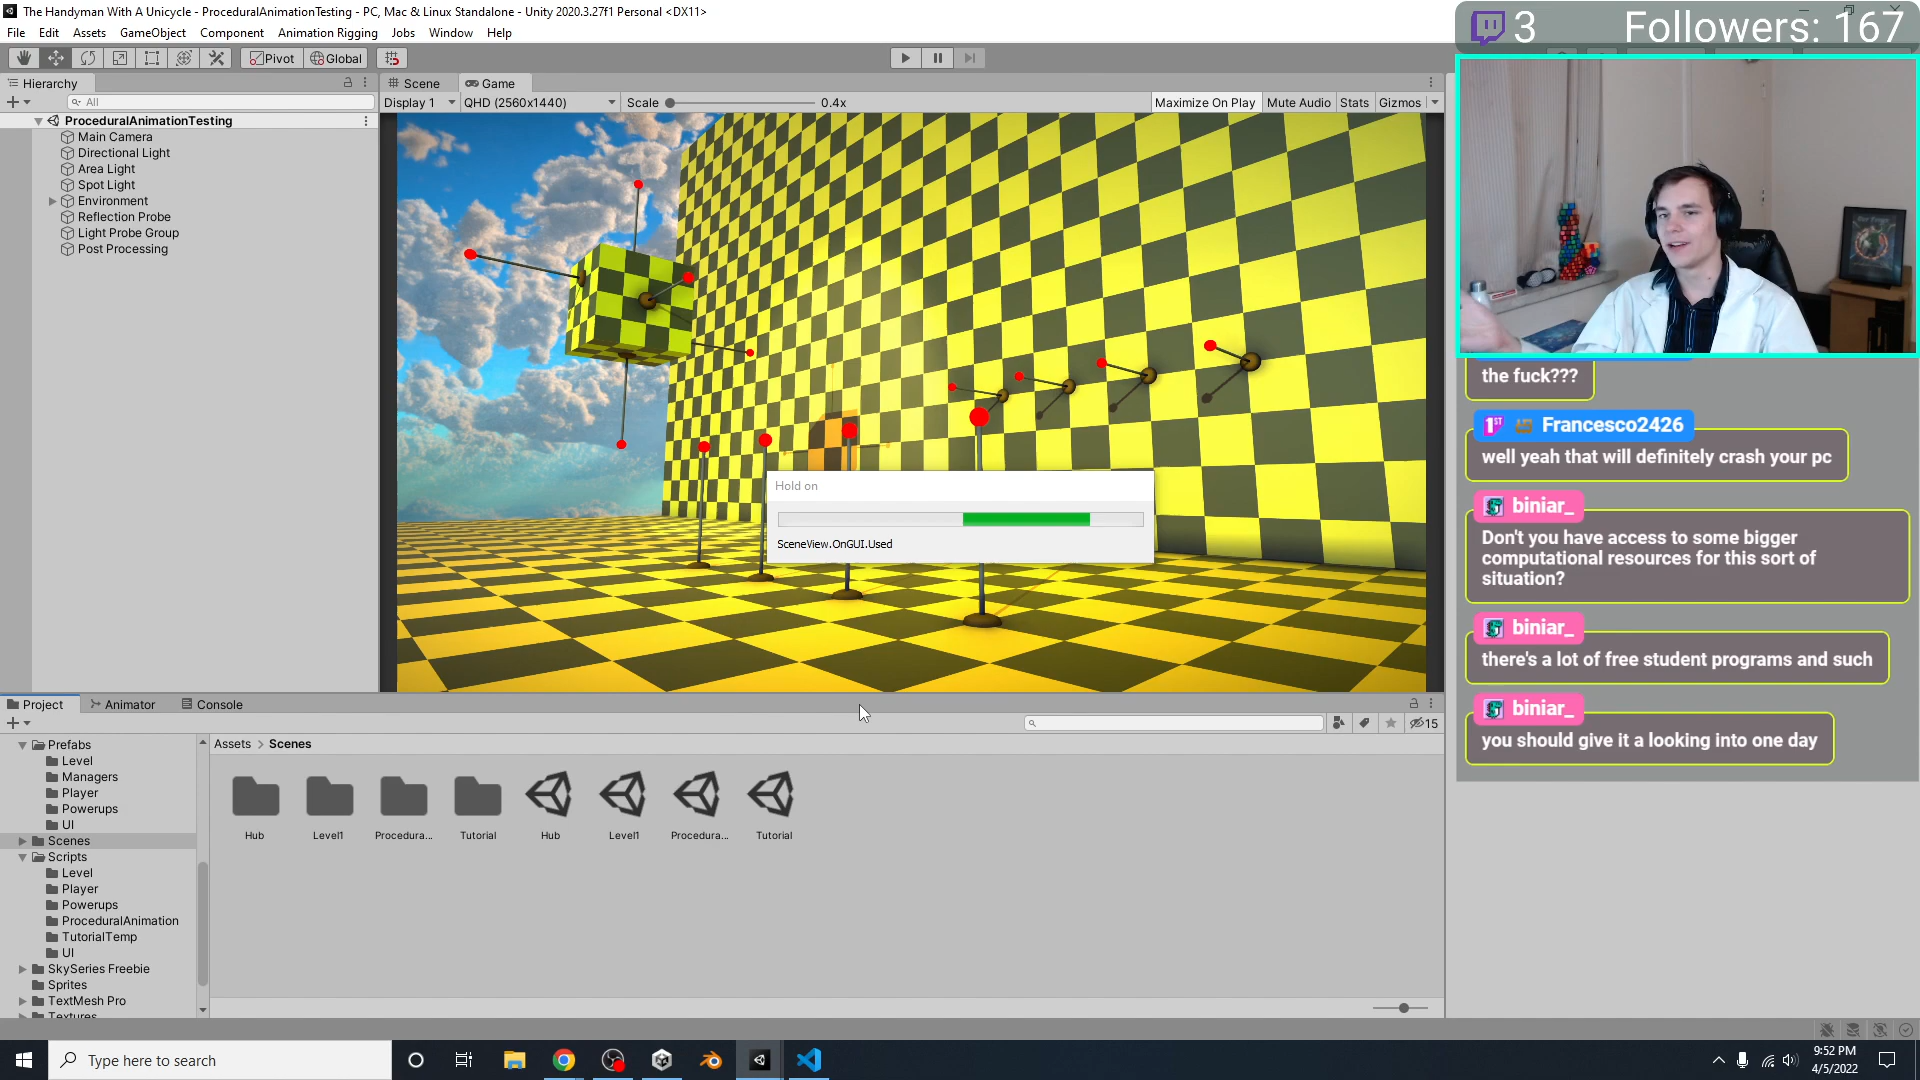 The Handyman With A Unicycle - ProceduralAnimationTesting - PC, Mac & Linux Standalone - Unity 2020.3.27f1 Personal <DX11>
File Edit Assets GameObject Component Animation Rigging Jobs Window Help
Pivot Global
Hierarchy
All
ProceduralAnimationTesting
Main Camera
Directional Light
Area Light
Spot Light
Environment
Reflection Probe
Light Probe Group
Post Processing
Scene Game
Display 1 QHD (2560x1440) Scale 0.4x Maximize On Play Mute Audio Stats Gizmos
Hold on
SceneView.OnGUI.Used
Project Animator Console
15
Prefabs
Level
Managers
Player
Powerups
UI
Scenes
Scripts
Level
Player
Powerups
ProceduralAnimation
TutorialTemp
UI
SkySeries Freebie
Sprites
TextMesh Pro
Textures
Assets > Scenes
Hub Level1 Procedura... Tutorial Hub Level1 Procedura... Tutorial
3 Followers: 167
the fuck???
1ST Francesco2426
well yeah that will definitely crash your pc
biniar_
Don't you have access to some bigger
computational resources for this sort of
situation?
biniar_
there's a lot of free student programs and such
biniar_
you should give it a looking into one day
Type here to search
9:52 PM
4/5/2022